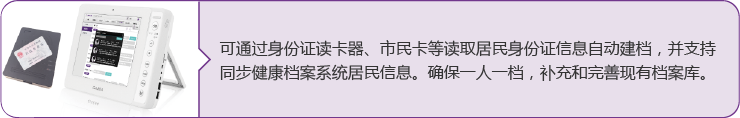 可通过身份证读卡器、市民卡等读取居民身份证信息自动建档，并支持
同步健康档案系统居民信息。确保一人一档，补充和完善现有档案库。